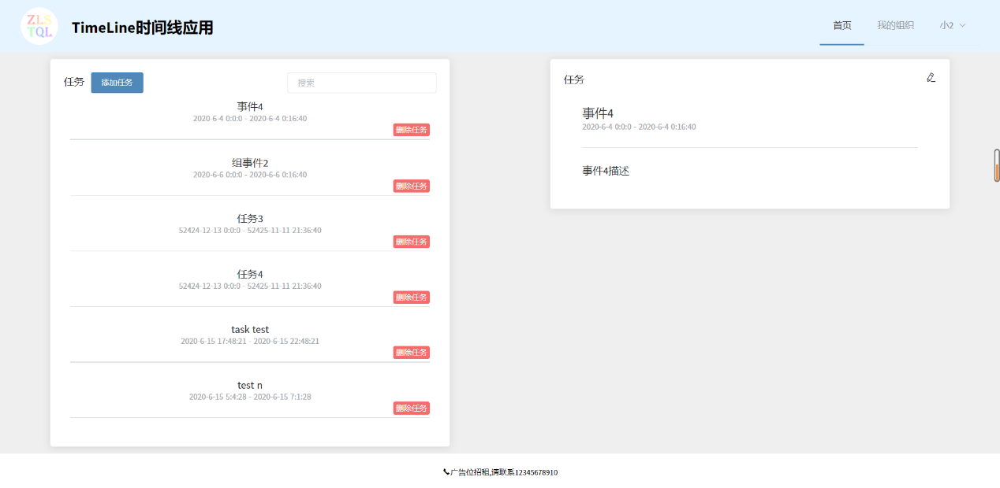 ZLS
TQL
TimeLine时间线应用
首页
我的组织
小2
任务
添加任务
搜索
事件4
2020-6-4 0:0:0 - 2020-6-4 0:16:40
删除任务
组事件2
2020-6-6 0:0:0 - 2020-6-6 0:16:40
删除任务
任务3
52424-12-13 0:0:0 - 52425-11-11 21:36:40
删除任务
任务4
52424-12-13 0:0:0 - 52425-11-11 21:36:40
删除任务
task test
2020-6-15 17:48:21 - 2020-6-15 22:48:21
删除任务
test n
2020-6-15 5:4:28 - 2020-6-15 7:1:28
删除任务
任务
事件4
2020-6-4 0:0:0 - 2020-6-4 0:16:40
事件4描述
广告位招租,请联系12345678910